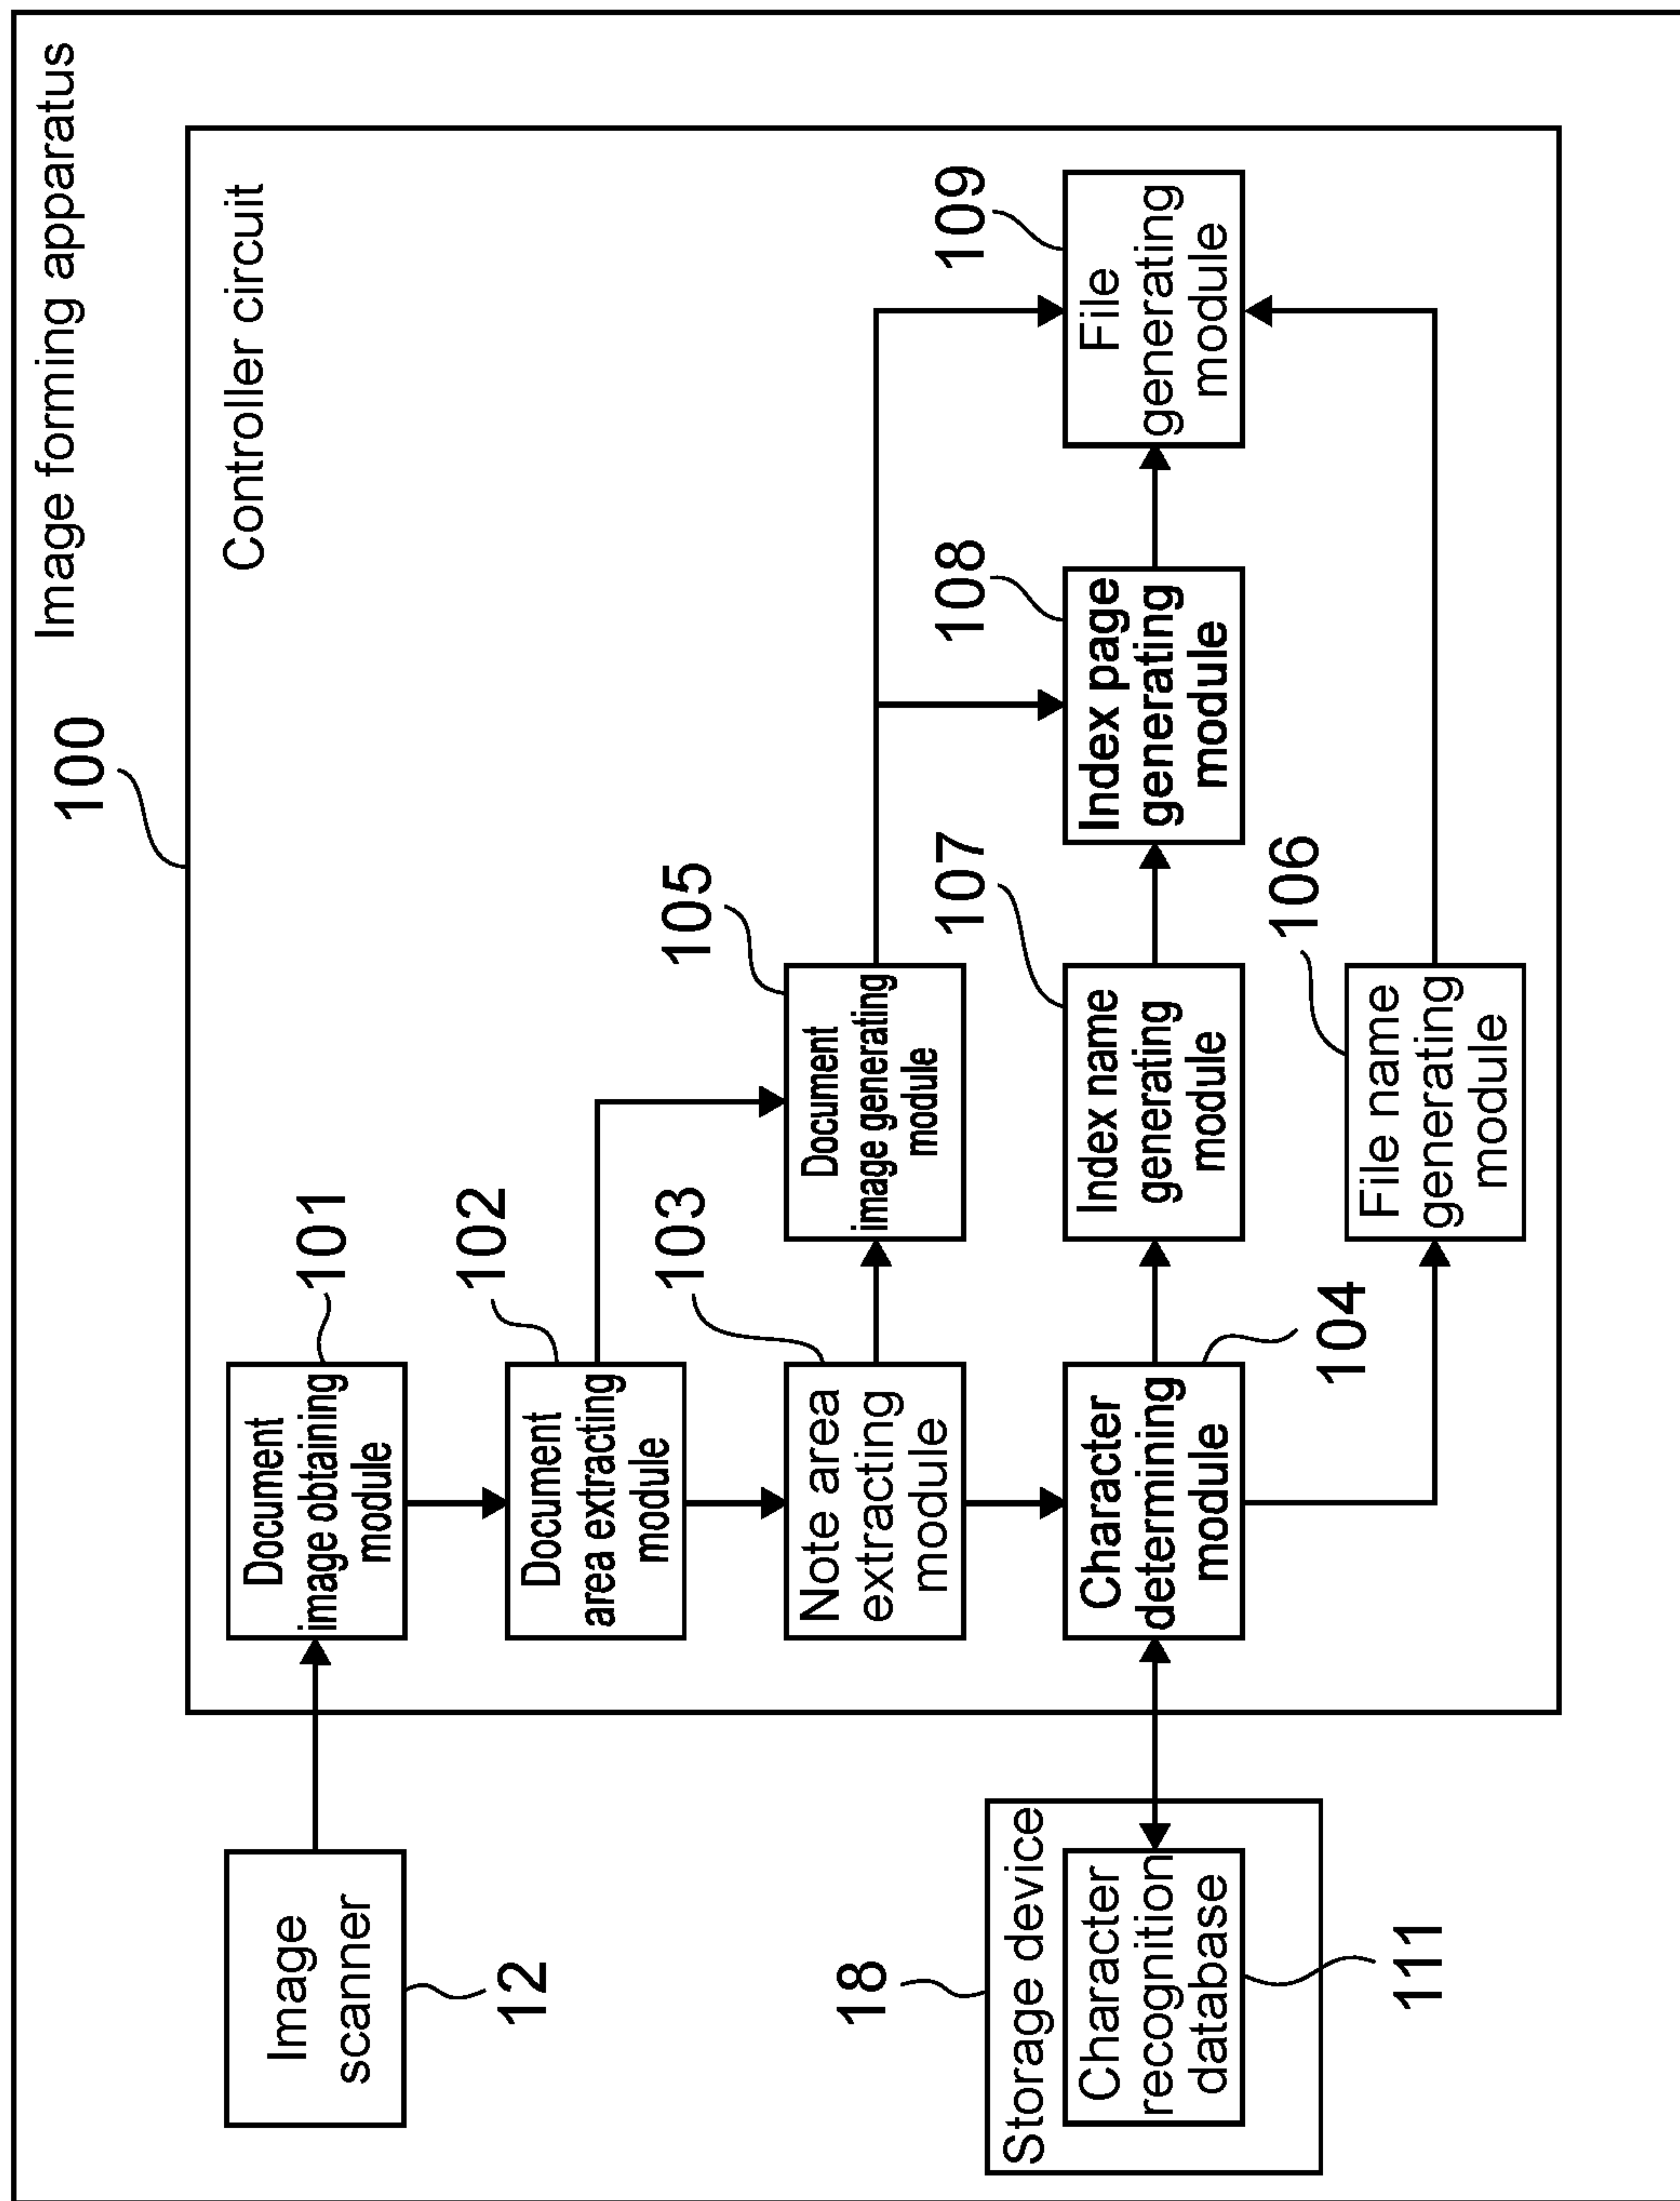 Image forming apparatus
100
Controller circuit
Image
scanner
12
Document
image obtaining
module
101
Document
area extracting
module
102
Note area
extracting
module
103
Document
image generating
module
105
Storage device
18
Character
recognition
database
111
Character
determining
module
104
Index name
generating
module
107
Index page
generating
module
108
File
generating
module
109
File name
generating
module
106